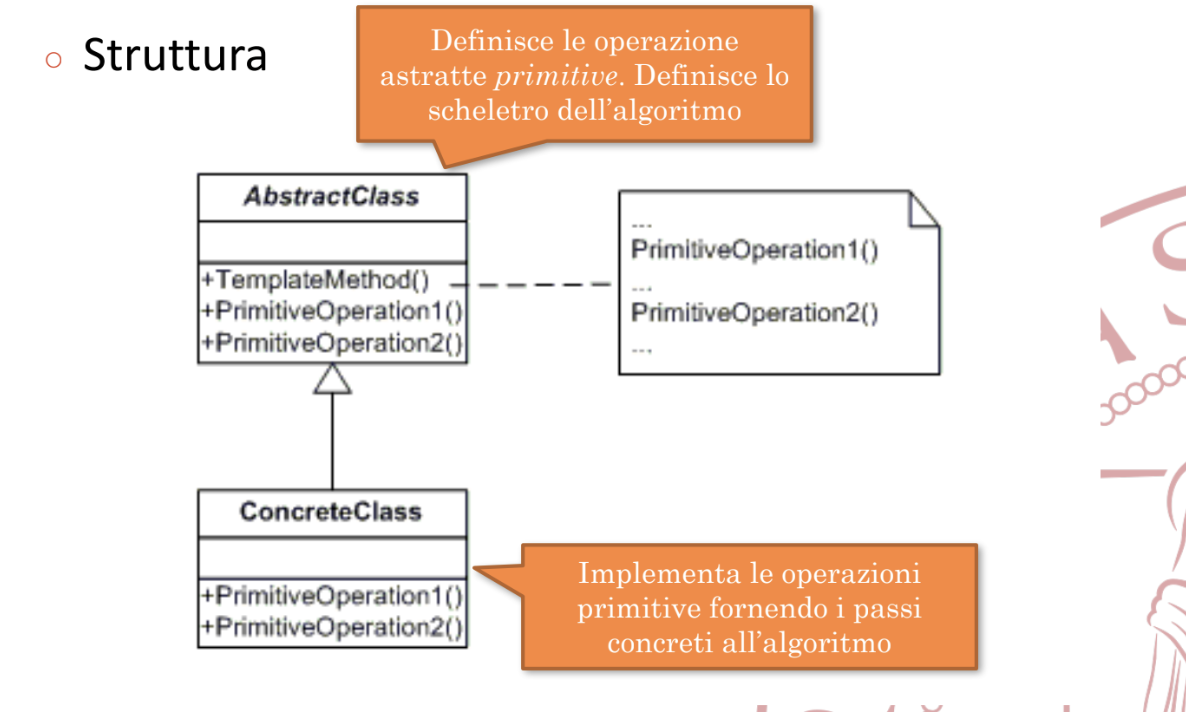 Struttura
Definisce le operazione
astratte primitive. Definisce lo
scheletro dell'algoritmo
AbstractClass
+TemplateMethod()
+PrimitiveOperation1()
+PrimitiveOperation2()
...
PrimitiveOperation1()
...
PrimitiveOperation2()
...
ConcreteClass
+PrimitiveOperation1()
+PrimitiveOperation2()
Implementa le operazioni
primitive fornendo i passi
concreti all'algoritmo